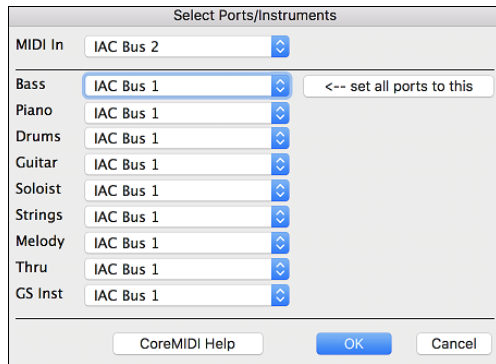 Select Ports/Instruments
MIDI In IAC Bus 2
Bass IAC Bus 1 <-- set all ports to this
Piano IAC Bus 1
Drums IAC Bus 1
Guitar IAC Bus 1
Soloist IAC Bus 1
Strings IAC Bus 1
Melody IAC Bus 1
Thru IAC Bus 1
GS Inst IAC Bus 1
CoreMIDI Help OK Cancel